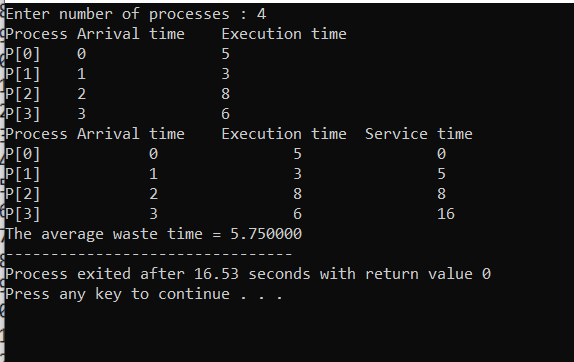 Enter number of processes : 4
Process Arrival time    Execution time
P[0]    0               5
P[1]    1               3
P[2]    2               8
P[3]    3               6
Process Arrival time    Execution time  Service time
P[0]            0               5               0
P[1]            1               3               5
P[2]            2               8               8
P[3]            3               6               16
The average waste time = 5.750000
--------------------------------
Process exited after 16.53 seconds with return value 0
Press any key to continue . . .